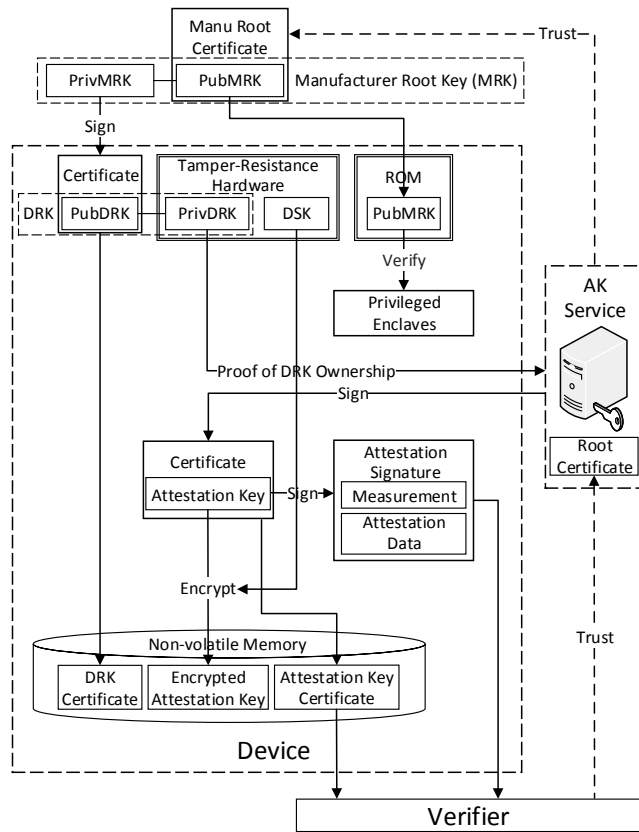 Manu Root
Certificate
Trust
PrivMRK
PubMRK
Manufacturer Root Key (MRK)
Sign
Certificate
Tamper-Resistance
Hardware
ROM
DRK
PubDRK
PrivDRK
DSK
PubMRK
Verify
Privileged
Enclaves
AK
Service
Proof of DRK Ownership
Sign
Root
Certificate
Certificate
Attestation Key
Sign
Attestation
Signature
Measurement
Attestation
Data
Encrypt
Trust
Non-volatile Memory
DRK
Certificate
Encrypted
Attestation Key
Attestation Key
Certificate
Device
Verifier